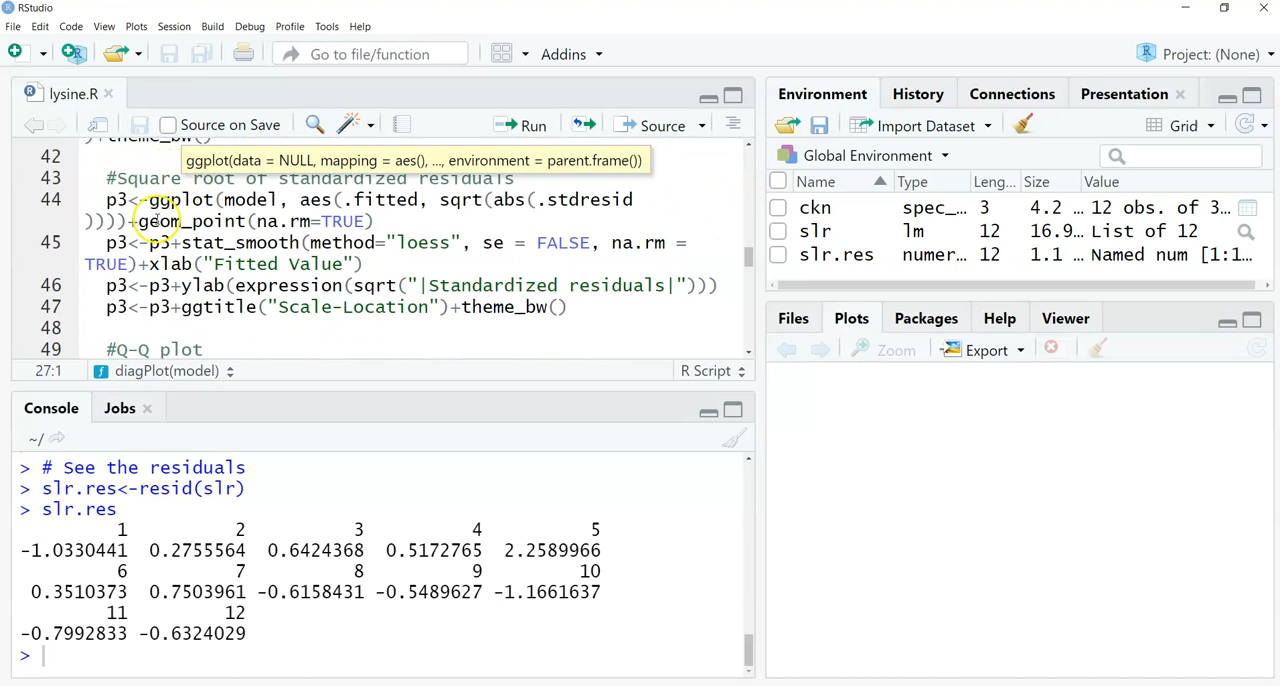 RStudio
File Edit Code View Plots Session Build Debug Profile Tools Help
Go to file/function Addins Project: (None)
lysine.R
Source on Save Run Source
)+theme_bw()
ggplot(data = NULL, mapping = aes(), ..., environment = parent.frame())
42
43 #Square root of standardized residuals
44 p3<-ggplot(model, aes(.fitted, sqrt(abs(.stdresid
))))+geom_point(na.rm=TRUE)
45 p3<-p3+stat_smooth(method="loess", se = FALSE, na.rm =
TRUE)+xlab("Fitted Value")
46 p3<-p3+ylab(expression(sqrt("|Standardized residuals|")))
47 p3<-p3+ggtitle("Scale-Location")+theme_bw()
48
49 #Q-Q plot
27:1 diagPlot(model) R Script
Console Jobs
~/
> # See the residuals
> slr.res<-resid(slr)
> slr.res
1 2 3 4 5
-1.0330441 0.2755564 0.6424368 0.5172765 2.2589966
6 7 8 9 10
0.3510373 0.7503961 -0.6158431 -0.5489627 -1.1661637
11 12
-0.7992833 -0.6324029
>
Environment History Connections Presentation
Import Dataset Grid
Global Environment
Name Type Leng... Size Value
ckn spec_... 3 4.2 ... 12 obs. of 3...
slr lm 12 16.9... List of 12
slr.res numer... 12 1.1 ... Named num [1:1...
Files Plots Packages Help Viewer
Zoom Export